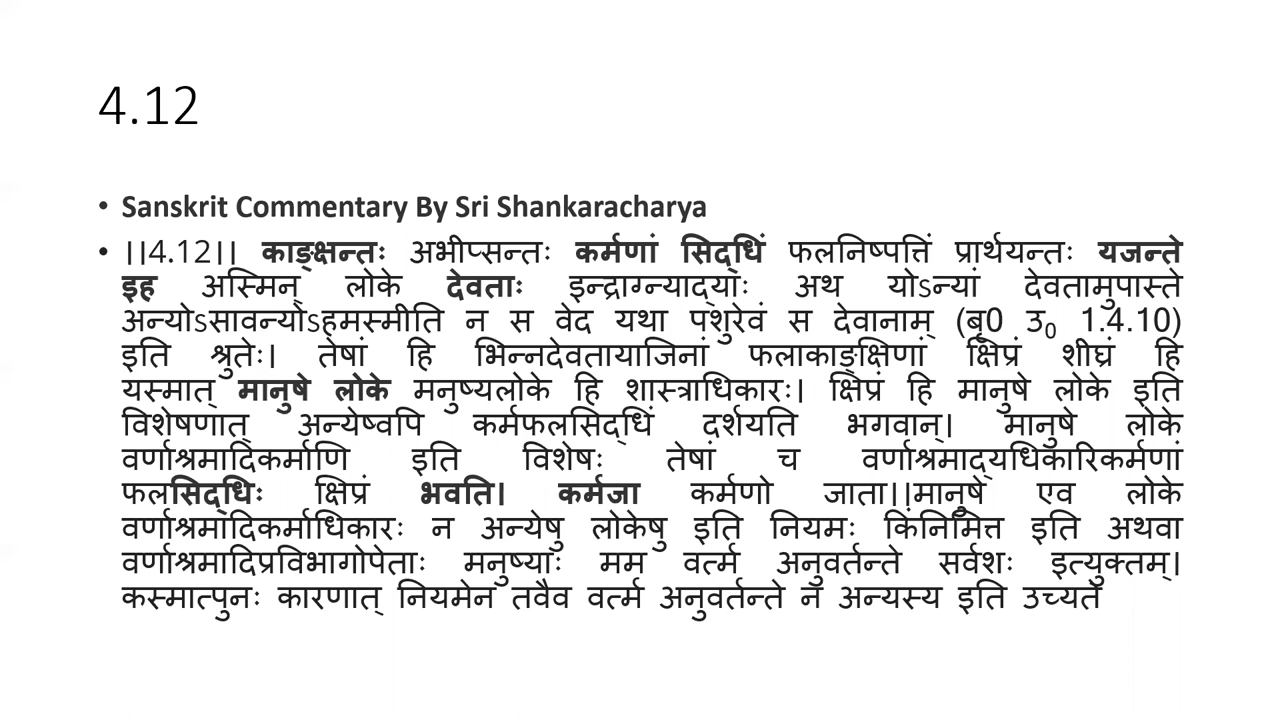 4.12
• Sanskrit Commentary By Sri Shankaracharya
• ।।4.12।। काङ्क्षन्तः अभीप्सन्तः कर्मणां सिद्धिं फलनिष्पत्तिं प्रार्थयन्तः यजन्ते
इह अस्मिन् लोके देवताः इन्द्राग्न्याद्याः अथ योऽन्यां देवतामुपास्ते
अन्योऽसावन्योऽहमस्मीति न स वेद यथा पशुरेवं स देवानाम् (बृ0 उ0 1.4.10)
इति श्रुतेः। तेषां हि भिन्नदेवतायाजिनां फलाकाङ्क्षिणां क्षिप्रं शीघ्रं हि
यस्मात् मानुषे लोके मनुष्यलोके हि शास्त्राधिकारः। क्षिप्रं हि मानुषे लोके इति
विशेषणात् अन्येष्वपि कर्मफलसिद्धिं दर्शयति भगवान्। मानुषे लोके
वर्णाश्रमादिकर्माणि इति विशेषः तेषां च वर्णाश्रमाद्यधिकारिकर्मणां
फलसिद्धिः क्षिप्रं भवति। कर्मजा कर्मणो जाता।।मानुषे एव लोके
वर्णाश्रमादिकर्माधिकारः न अन्येषु लोकेषु इति नियमः किंनिमित्त इति अथवा
वर्णाश्रमादिप्रविभागोपेताः मनुष्याः मम वर्त्म अनुवर्तन्ते सर्वशः इत्युक्तम्।
कस्मात्पुनः कारणात् नियमेन तवैव वर्त्म अनुवर्तन्ते न अन्यस्य इति उच्यते